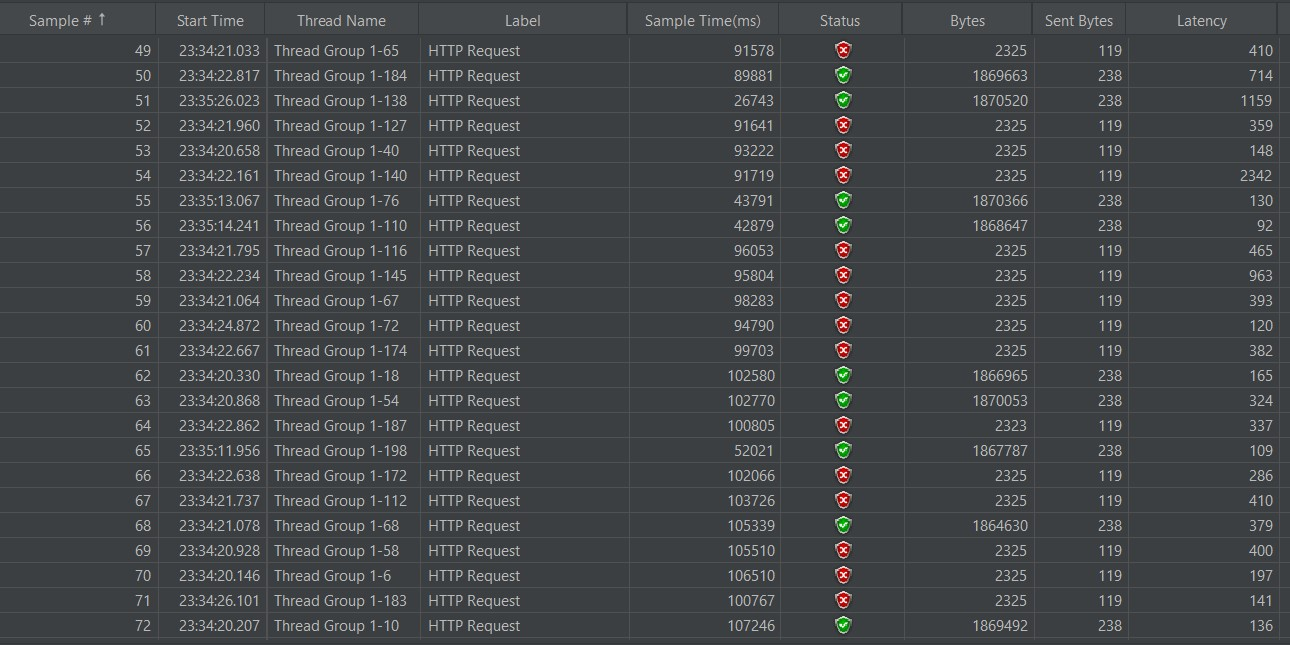 Sample # ↑ Start Time Thread Name Label Sample Time(ms) Status Bytes Sent Bytes Latency
49 23:34:21.033 Thread Group 1-65 HTTP Request 91578 2325 119 410
50 23:34:22.817 Thread Group 1-184 HTTP Request 89881 1869663 238 714
51 23:35:26.023 Thread Group 1-138 HTTP Request 26743 1870520 238 1159
52 23:34:21.960 Thread Group 1-127 HTTP Request 91641 2325 119 359
53 23:34:20.658 Thread Group 1-40 HTTP Request 93222 2325 119 148
54 23:34:22.161 Thread Group 1-140 HTTP Request 91719 2325 119 2342
55 23:35:13.067 Thread Group 1-76 HTTP Request 43791 1870366 238 130
56 23:35:14.241 Thread Group 1-110 HTTP Request 42879 1868647 238 92
57 23:34:21.795 Thread Group 1-116 HTTP Request 96053 2325 119 465
58 23:34:22.234 Thread Group 1-145 HTTP Request 95804 2325 119 963
59 23:34:21.064 Thread Group 1-67 HTTP Request 98283 2325 119 393
60 23:34:24.872 Thread Group 1-72 HTTP Request 94790 2325 119 120
61 23:34:22.667 Thread Group 1-174 HTTP Request 99703 2325 119 382
62 23:34:20.330 Thread Group 1-18 HTTP Request 102580 1866965 238 165
63 23:34:20.868 Thread Group 1-54 HTTP Request 102770 1870053 238 324
64 23:34:22.862 Thread Group 1-187 HTTP Request 100805 2323 119 337
65 23:35:11.956 Thread Group 1-198 HTTP Request 52021 1867787 238 109
66 23:34:22.638 Thread Group 1-172 HTTP Request 102066 2325 119 286
67 23:34:21.737 Thread Group 1-112 HTTP Request 103726 2325 119 410
68 23:34:21.078 Thread Group 1-68 HTTP Request 105339 1864630 238 379
69 23:34:20.928 Thread Group 1-58 HTTP Request 105510 2325 119 400
70 23:34:20.146 Thread Group 1-6 HTTP Request 106510 2325 119 197
71 23:34:26.101 Thread Group 1-183 HTTP Request 100767 2325 119 141
72 23:34:20.207 Thread Group 1-10 HTTP Request 107246 1869492 238 136